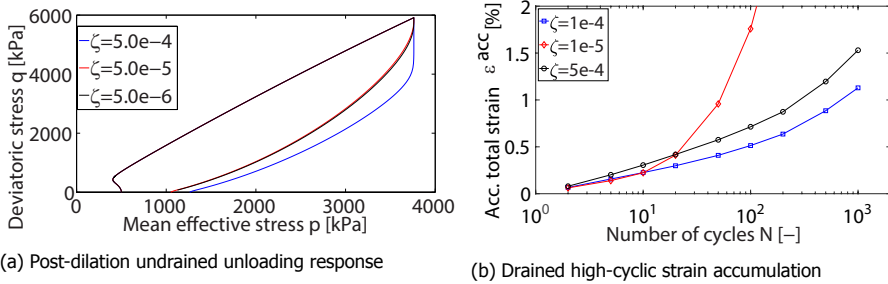 6000
4000
2000
0
Deviatoric stress q [kPa]
ζ=5.0e−4
ζ=5.0e−5
ζ=5.0e−6
0 1000 2000 3000 4000
Mean effective stress p [kPa]
(a) Post-dilation undrained unloading response
2
1.5
1
0.5
0
Acc. total strain ε acc [%]
ζ=1e-4
ζ=1e-5
ζ=5e-4
10^0 10^1 10^2 10^3
Number of cycles N [−]
(b) Drained high-cyclic strain accumulation